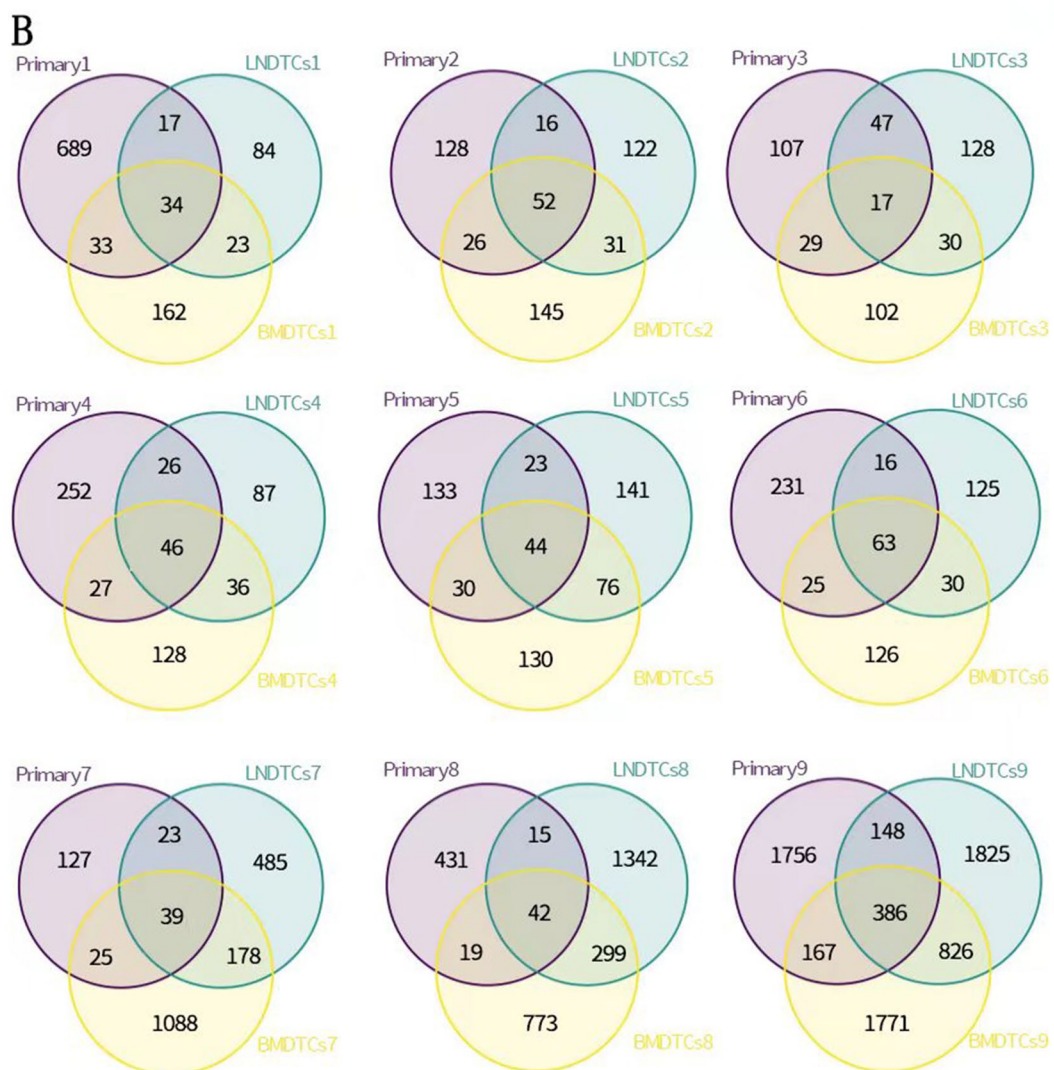 B
Primary1
LNDTCs1
689
17
84
34
33
23
162
BMDTCs1
Primary2
LNDTCs2
128
16
122
52
26
31
145
BMDTCs2
Primary3
LNDTCs3
107
47
128
17
29
30
102
BMDTCs3
Primary4
LNDTCs4
252
26
87
46
27
36
128
BMDTCs4
Primary5
LNDTCs5
133
23
141
44
30
76
130
BMDTCs5
Primary6
LNDTCs6
231
16
125
63
25
30
126
BMDTCs6
Primary7
LNDTCs7
127
23
485
39
25
178
1088
BMDTCs7
Primary8
LNDTCs8
431
15
1342
42
19
299
773
BMDTCs8
Primary9
LNDTCs9
1756
148
1825
386
167
826
1771
BMDTCs9